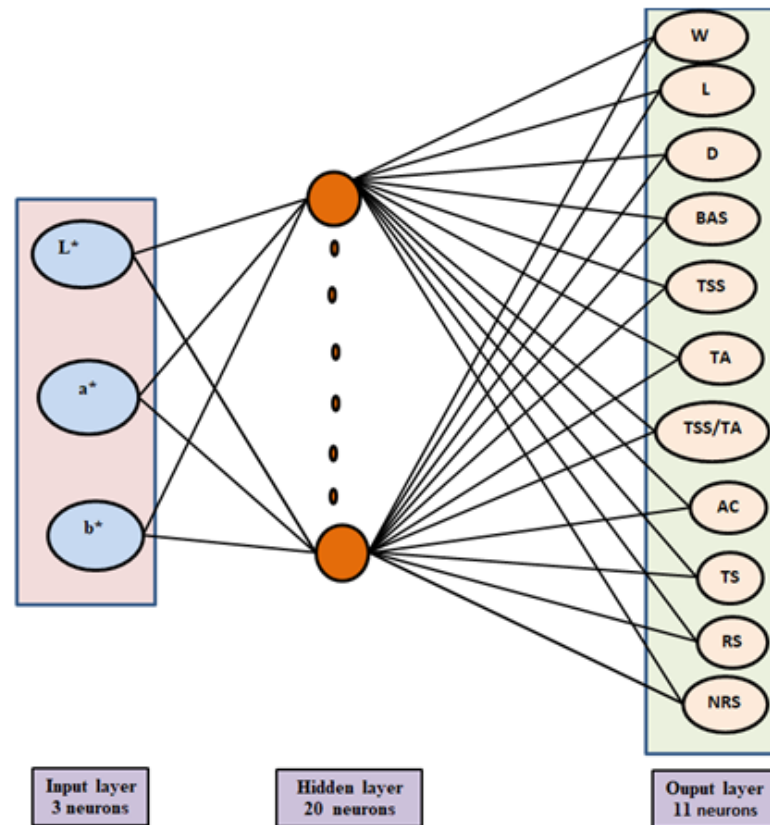 L*
a*
b*
W
L
D
BAS
TSS
TA
TSS/TA
AC
TS
RS
NRS
Input layer
3 neurons
Hidden layer
20 neurons
Ouput layer
11 neurons